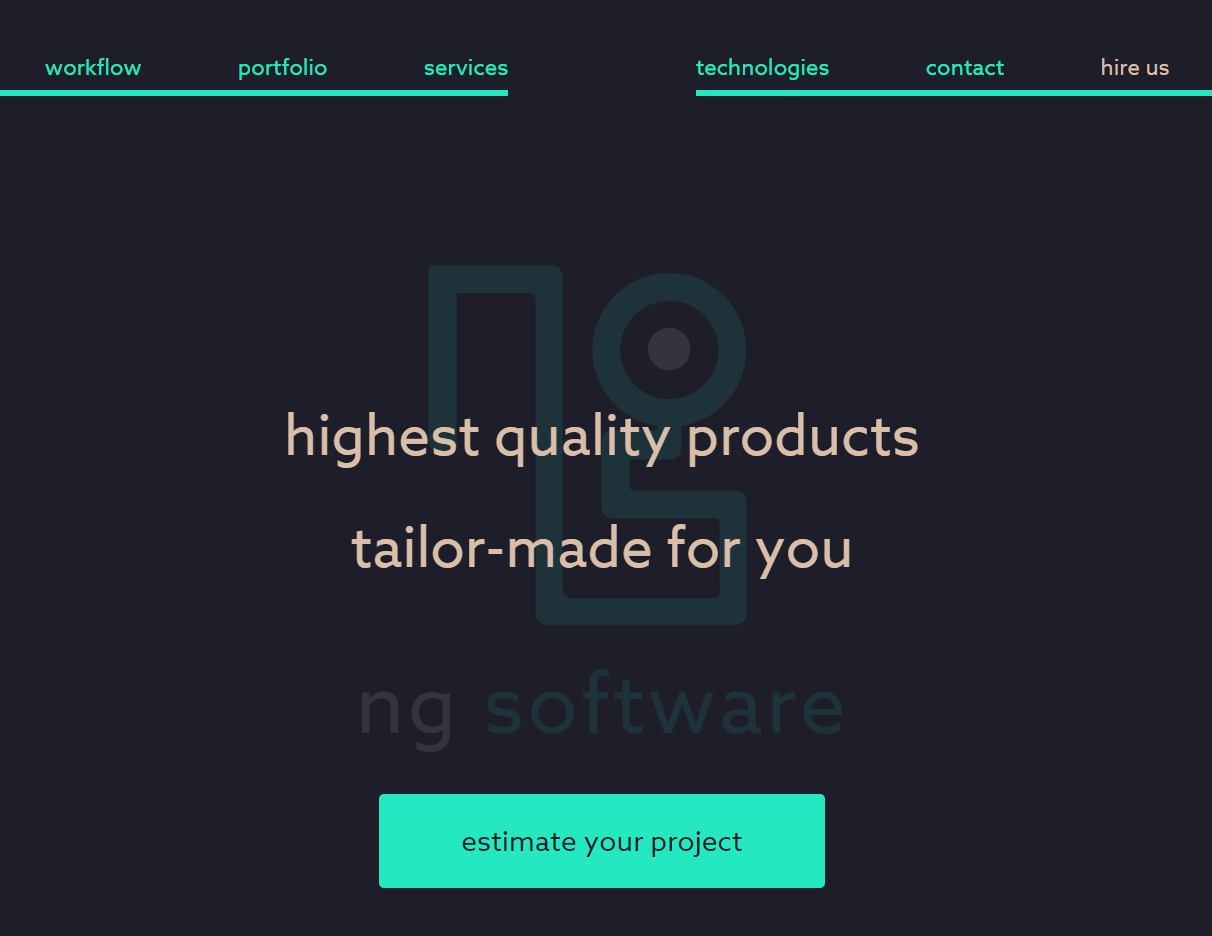 workflow portfolio services technologies contact hire us
highest quality products
tailor-made for you
ng software
estimate your project